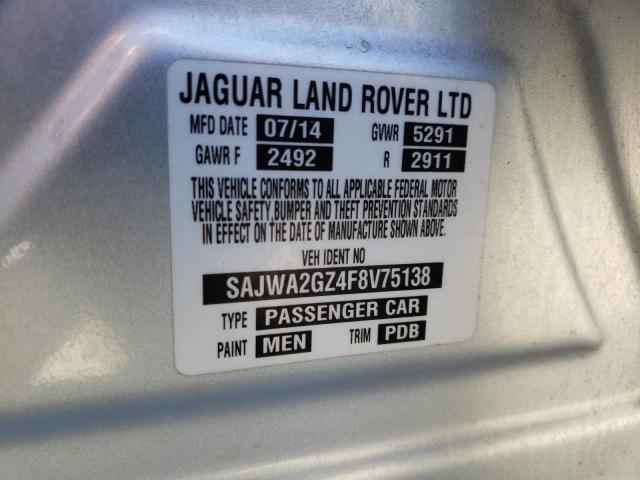 JAGUAR LAND ROVER LTD
MFD DATE 07/14 GVWR 5291
GAWR F 2492 R 2911
THIS VEHICLE CONFORMS TO ALL APPLICABLE FEDERAL MOTOR
VEHICLE SAFETY,BUMPER AND THEFT PREVENTION STANDARDS
IN EFFECT ON THE DATE OF MANUFACTURE SHOWN ABOVE.
VEH IDENT NO
SAJWA2GZ4F8V75138
TYPE PASSENGER CAR
PAINT MEN TRIM PDB